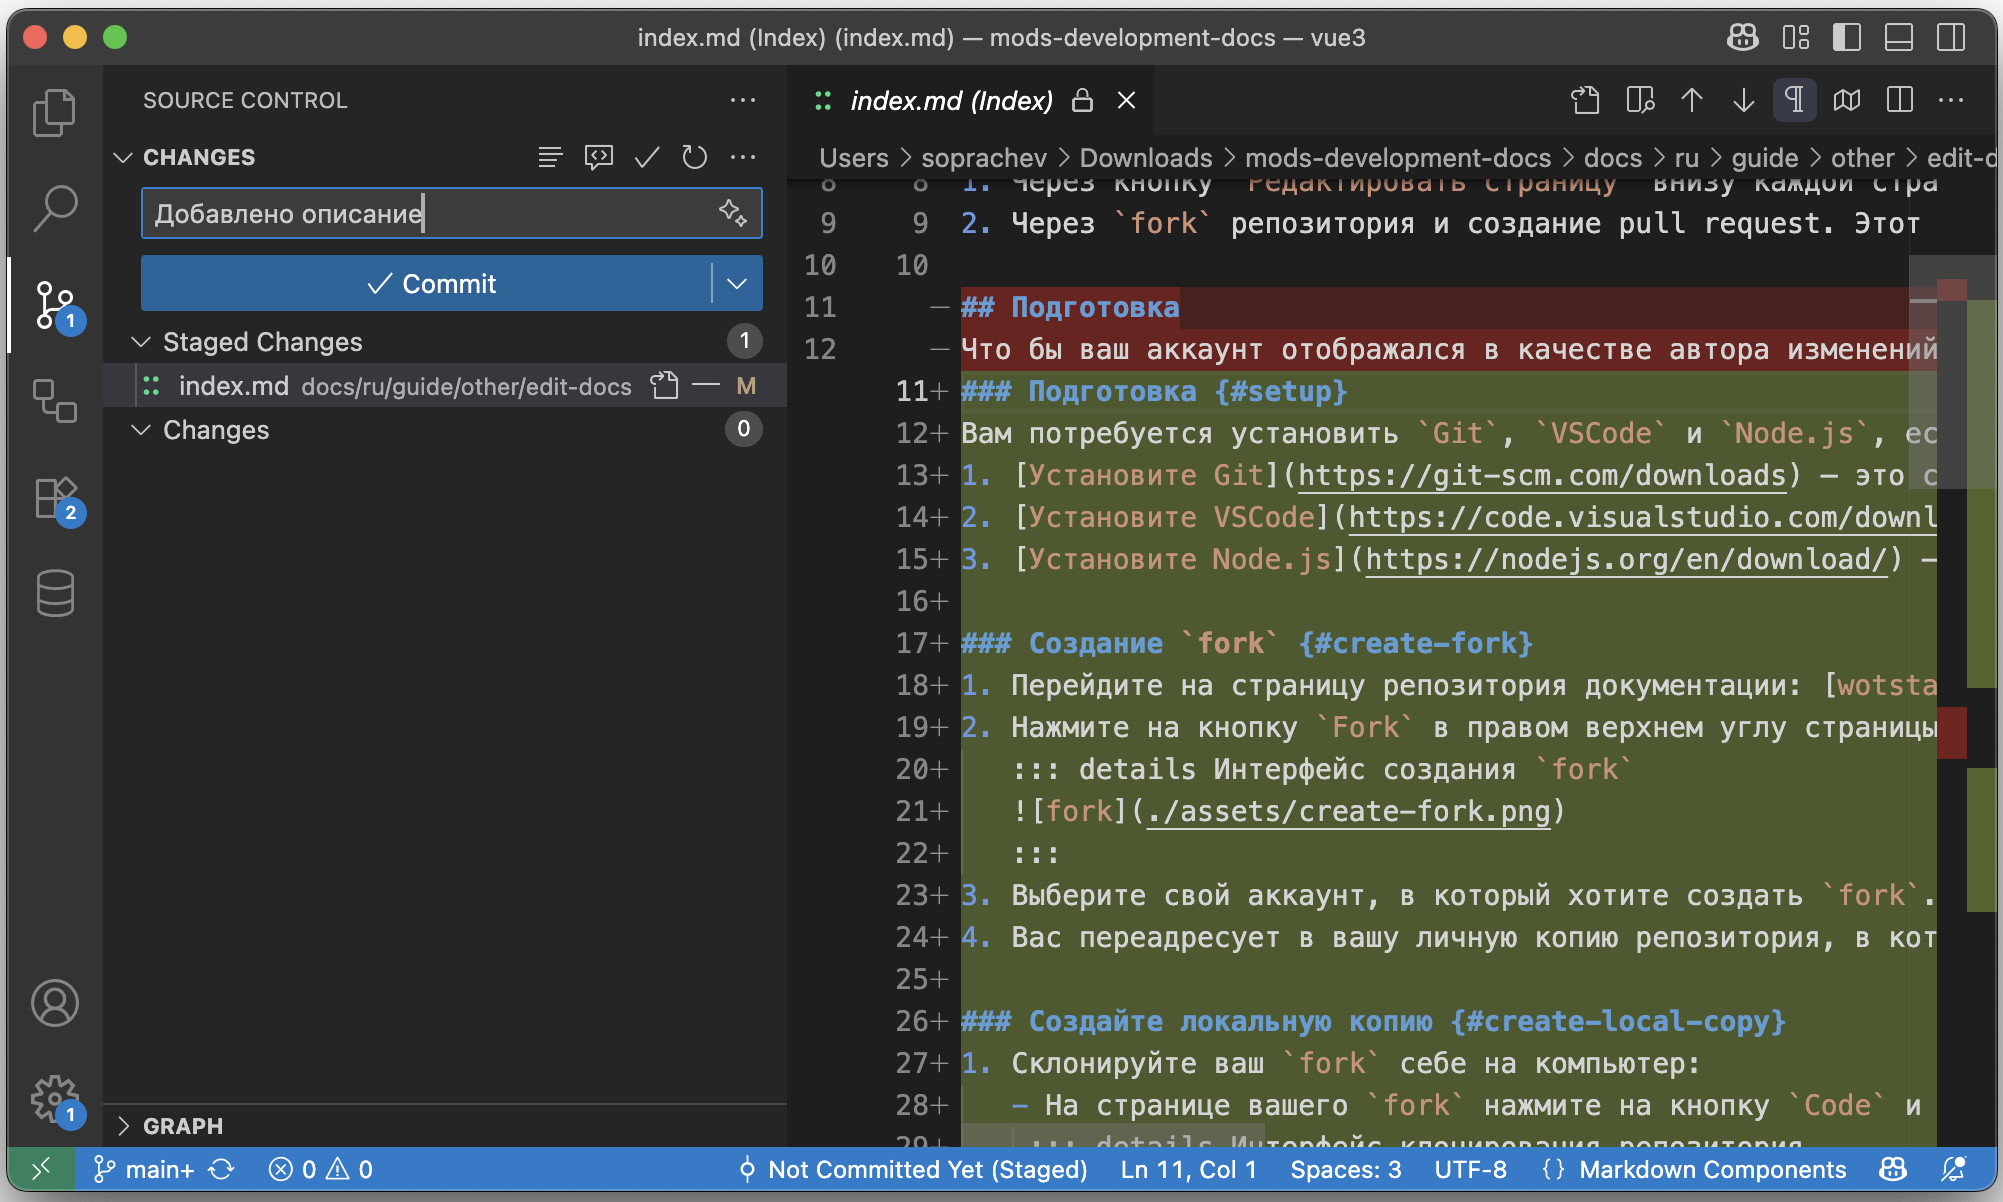 index.md (Index) (index.md) — mods-development-docs — vue3
SOURCE CONTROL
CHANGES
Добавлено описание
Commit
Staged Changes 1
index.md docs/ru/guide/other/edit-docs M
Changes 0
GRAPH
1
2
1
index.md (Index)
Users > soprachev > Downloads > mods-development-docs > docs > ru > guide > other > edit-d
8 8 1. Через кнопку `Редактировать страницу` внизу каждой стра
9 9 2. Через `fork` репозитория и создание pull request. Этот
10 10
11 — ## Подготовка
12 — Что бы ваш аккаунт отображался в качестве автора изменений
11+ ### Подготовка {#setup}
12+ Вам потребуется установить `Git`, `VSCode` и `Node.js`, ес
13+ 1. [Установите Git](https://git-scm.com/downloads) — это с
14+ 2. [Установите VSCode](https://code.visualstudio.com/downl
15+ 3. [Установите Node.js](https://nodejs.org/en/download/) —
16+
17+ ### Создание `fork` {#create-fork}
18+ 1. Перейдите на страницу репозитория документации: [wotsta
19+ 2. Нажмите на кнопку `Fork` в правом верхнем углу страницы
20+ ::: details Интерфейс создания `fork`
21+ ![fork](./assets/create-fork.png)
22+ :::
23+ 3. Выберите свой аккаунт, в который хотите создать `fork`.
24+ 4. Вас переадресует в вашу личную копию репозитория, в кот
25+
26+ ### Создайте локальную копию {#create-local-copy}
27+ 1. Склонируйте ваш `fork` себе на компьютер:
28+ – На странице вашего `fork` нажмите на кнопку `Code` и
29+ ::: details Интерфейс клонирования репозитория
main+ 0 0 Not Committed Yet (Staged) Ln 11, Col 1 Spaces: 3 UTF-8 {} Markdown Components